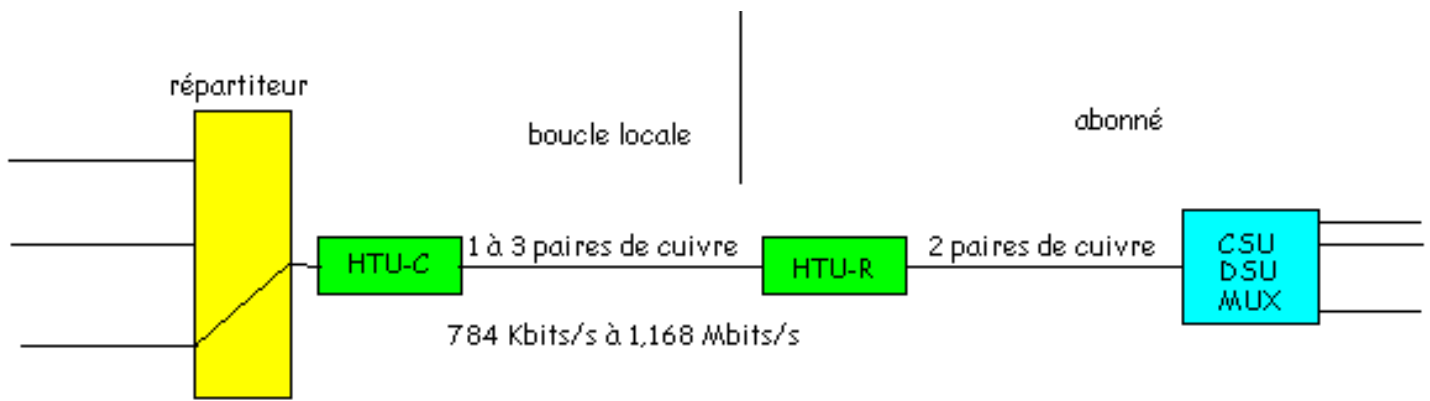 répartiteur
boucle locale
abonné
HTU-C
1 à 3 paires de cuivre
HTU-R
2 paires de cuivre
CSU
DSU
MUX
784 Kbits/s à 1,168 Mbits/s